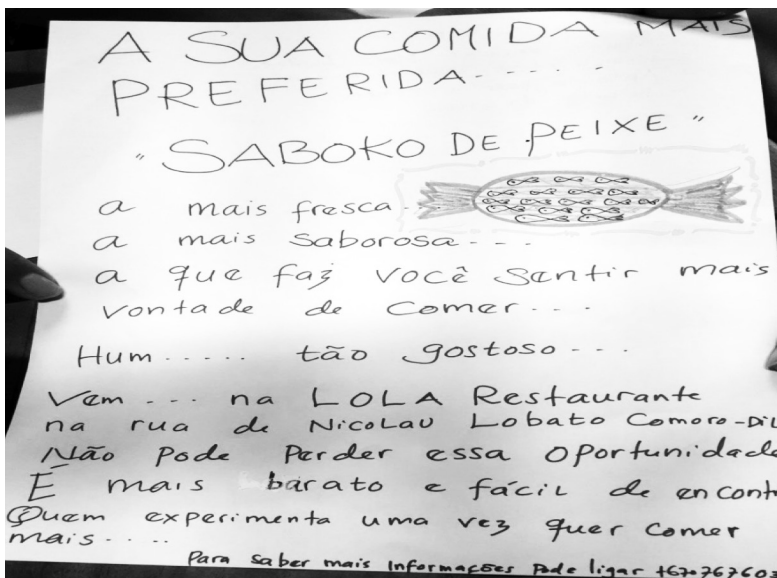 A SUA COMIDA MAIS
PREFERIDA.....
"SABOKO DE PEIXE"
a mais fresca..
a mais saborosa...
a que faz você sentir mais
vontade de comer...
Hum..... tão gostoso...
Vem... na LOLA Restaurante
na rua de NICOLAU Lobato Comoro-Dil
Não Pode Perder essa oportunidade
É mais barato e fácil de encont
Quem experimenta uma vez quer comer
mais.....
Para saber mais Informações pode ligar